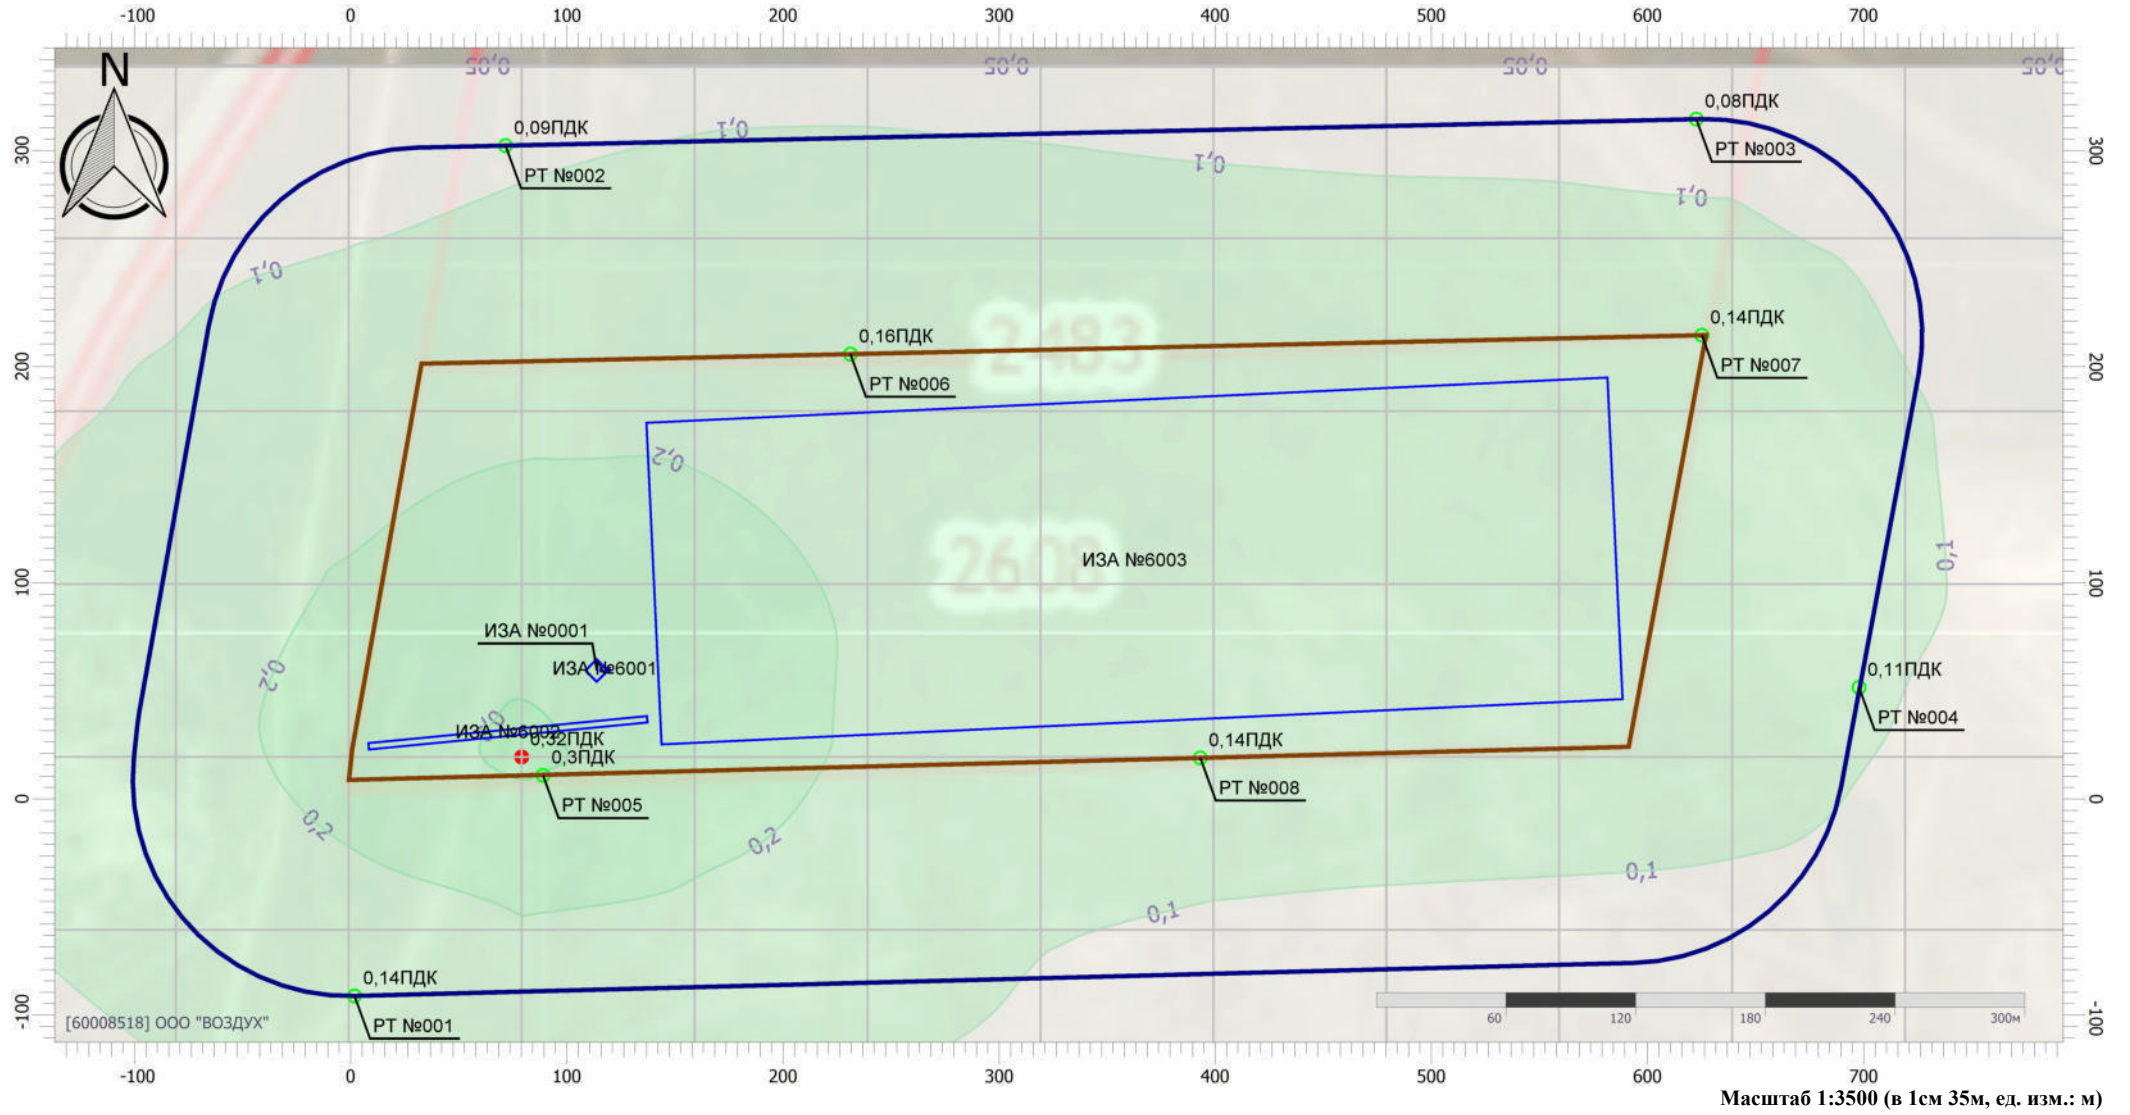 -100 0 100 200 300 400 500 600 700
N
0,05 0,05 0,05 0,05
0,08ПДК
0,09ПДК
0,1
РТ №003
300 300
0,1
РТ №002
0,1
0,1
0,14ПДК
0,16ПДК
2483
200 200
РТ №007
РТ №006
0,2
0,1
ИЗА №6003
2608
100 100
ИЗА №0001
ИЗА №6001
0,2
0,11ПДК
РТ №004
ИЗА №6002
0,32ПДК
0,14ПДК
0,3ПДК
РТ №008
0 0
РТ №005
0,2
0,2
0,1
0,1
0,14ПДК
-100 -100
[60008518] ООО "ВОЗДУХ"
РТ №001
60 120 180 240 300м
-100 0 100 200 300 400 500 600 700
Масштаб 1:3500 (в 1см 35м, ед. изм.: м)